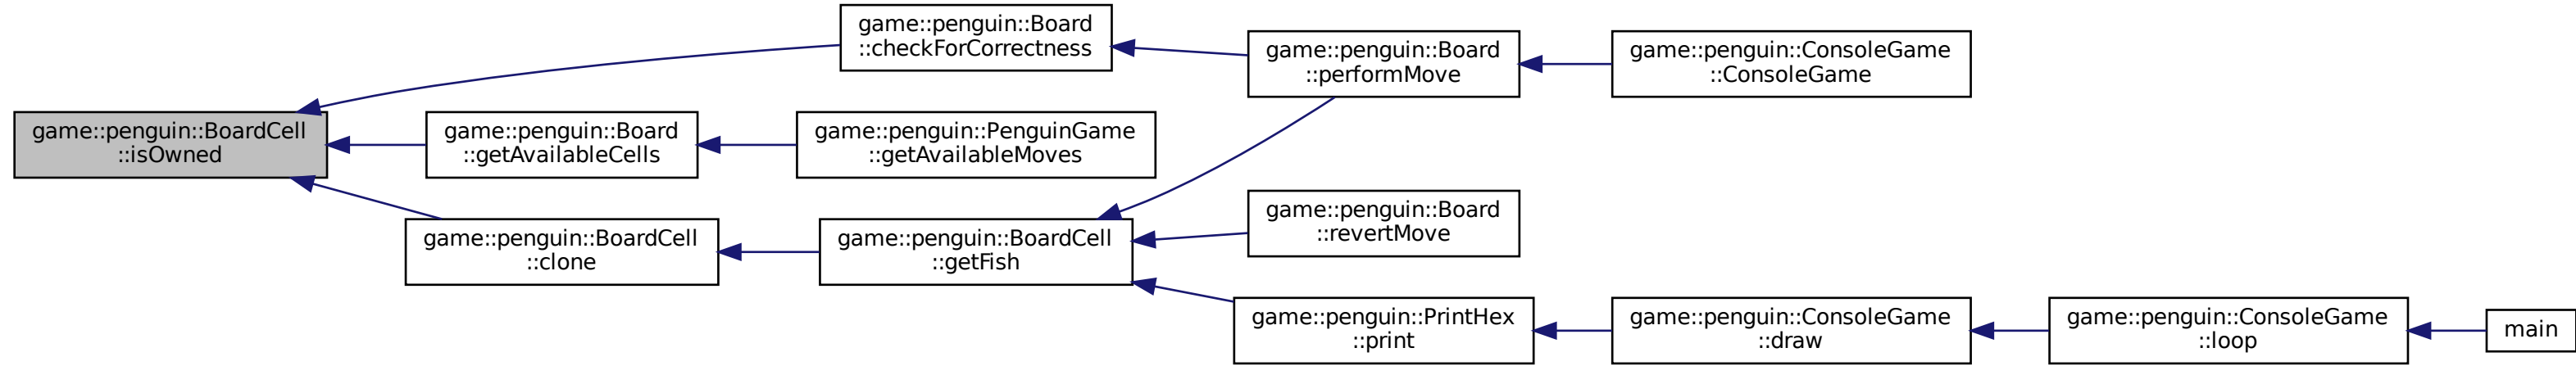 game::penguin::BoardCell
::isOwned
game::penguin::Board
::checkForCorrectness
game::penguin::Board
::performMove
game::penguin::ConsoleGame
::ConsoleGame
game::penguin::Board
::getAvailableCells
game::penguin::PenguinGame
::getAvailableMoves
game::penguin::BoardCell
::clone
game::penguin::BoardCell
::getFish
game::penguin::Board
::revertMove
game::penguin::PrintHex
::print
game::penguin::ConsoleGame
::draw
game::penguin::ConsoleGame
::loop
main